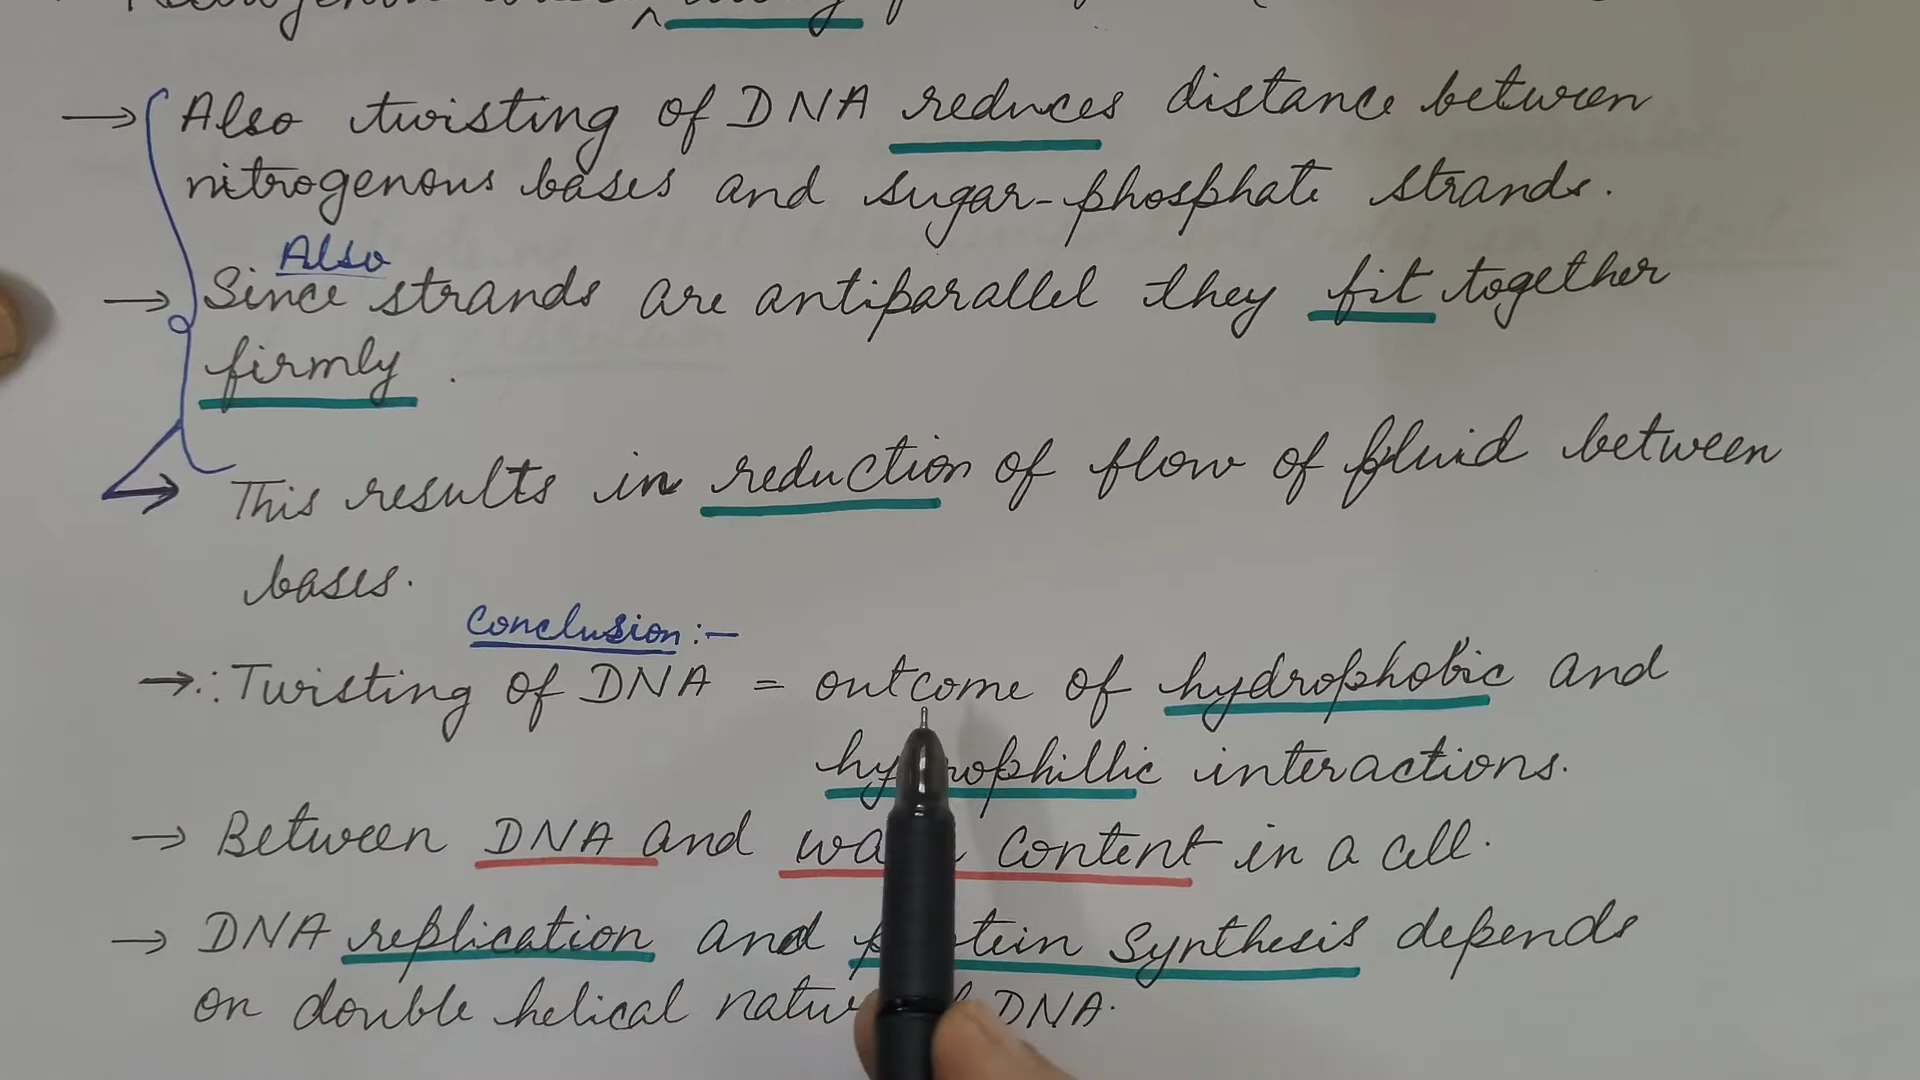 → Also twisting of DNA reduces distance between
nitrogenous bases and sugar-phosphate strands.
Also
→ Since strands are antiparallel they fit together
firmly.
→ This results in reduction of flow of fluid between
bases.
Conclusion:-
→ ∴ Twisting of DNA = outcome of hydrophobic and
hydrophillic interactions.
→ Between DNA and content in a cell.
→ DNA replication and synthesis depends
on double helical DNA.